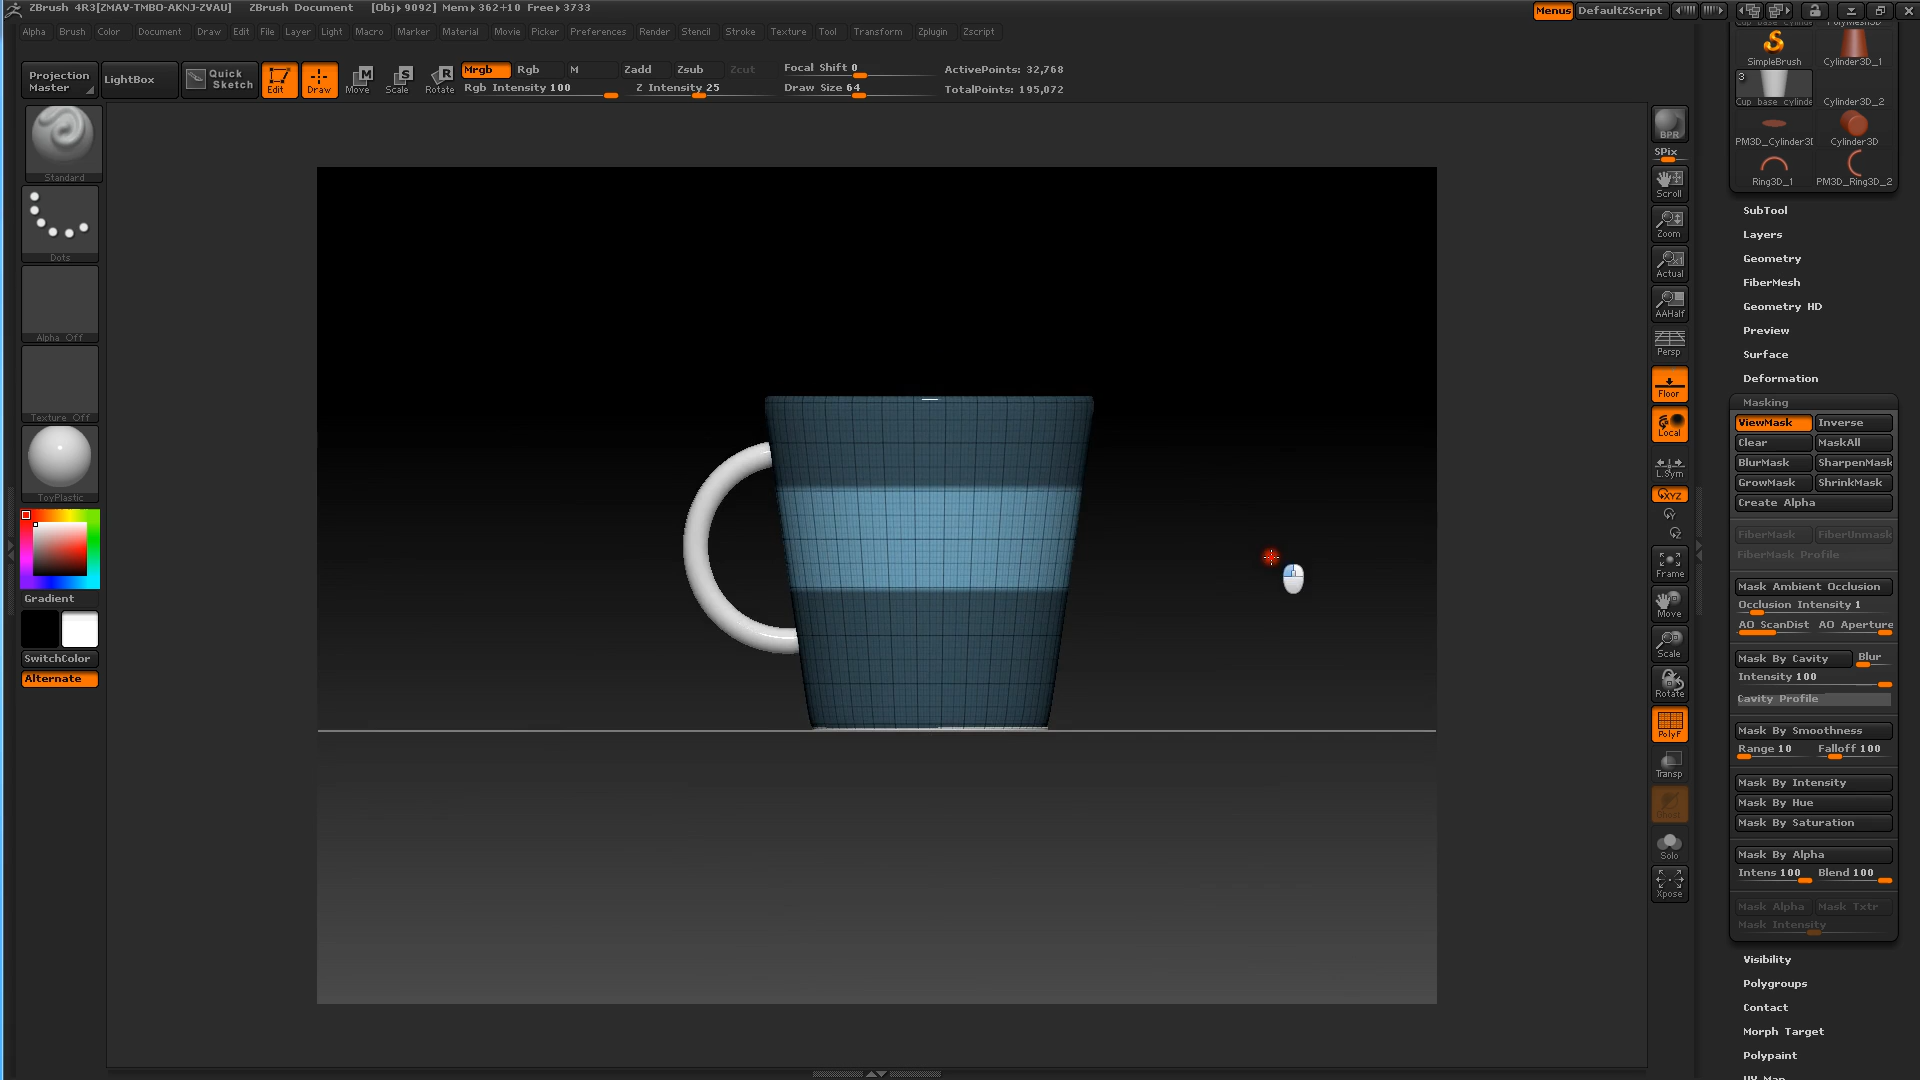 ZBrush 4R3[ZMAV-TMBO-AKNJ-ZVAU] ZBrush Document [Obj▸9092] Mem▸362+10 Free▸3733
Menus DefaultZScript
Alpha Brush Color Document Draw Edit File Layer Light Macro Marker Material Movie Picker Preferences Render Stencil Stroke Texture Tool Transform Zplugin Zscript
Projection Master
LightBox
Quick Sketch
Edit
Draw
Move
Scale
Rotate
Mrgb Rgb M
Rgb Intensity 100
Zadd Zsub Zcut
Z Intensity 25
Focal Shift 0
Draw Size 64
ActivePoints: 32,768
TotalPoints: 195,072
Standard
Dots
Alpha Off
Texture Off
ToyPlastic
Gradient
SwitchColor
Alternate
BPR
SPix
Scroll
Zoom
Actual
AAHalf
Persp
Floor
Local
L.Sym
XYZ
Frame
Move
Scale
Rotate
PolyF
Transp
Solo
Xpose
SimpleBrush Cylinder3D_1
3
Cup base cylinde Cylinder3D_2
PM3D_Cylinder3D Cylinder3D
Ring3D_1 PM3D_Ring3D_2
SubTool
Layers
Geometry
FiberMesh
Geometry HD
Preview
Surface
Deformation
Masking
ViewMask Inverse
Clear MaskAll
BlurMask SharpenMask
GrowMask ShrinkMask
Create Alpha
FiberMask FiberUnmask
FiberMask Profile
Mask Ambient Occlusion
Occlusion Intensity 1
AO ScanDist AO Aperture
Mask By Cavity Blur
Intensity 100
Cavity Profile
Mask By Smoothness
Range 10 Falloff 100
Mask By Intensity
Mask By Hue
Mask By Saturation
Mask By Alpha
Intens 100 Blend 100
Mask Alpha Mask Txtr
Mask Intensity
Visibility
Polygroups
Contact
Morph Target
Polypaint
UV Map